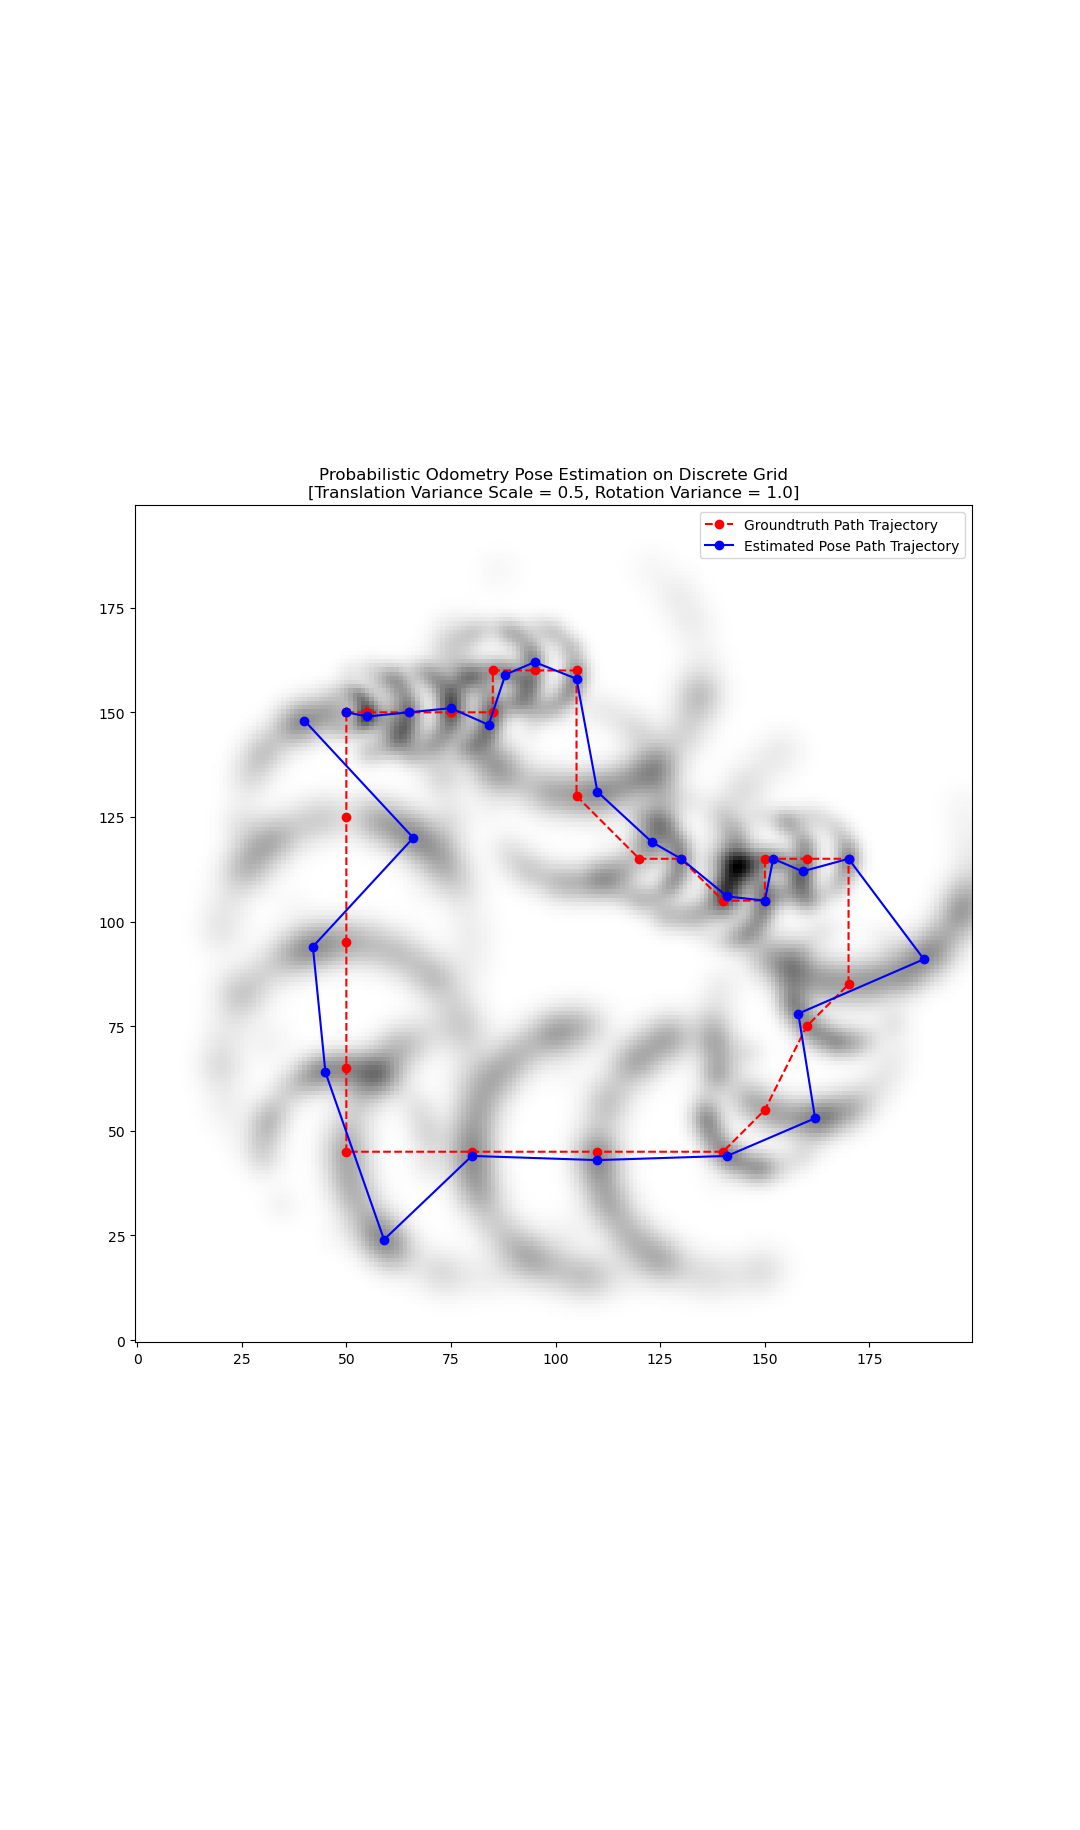 Probabilistic Odometry Pose Estimation on Discrete Grid
[Translation Variance Scale = 0.5, Rotation Variance = 1.0]
Groundtruth Path Trajectory
Estimated Pose Path Trajectory
175
150
125
100
75
50
25
0
0 25 50 75 100 125 150 175